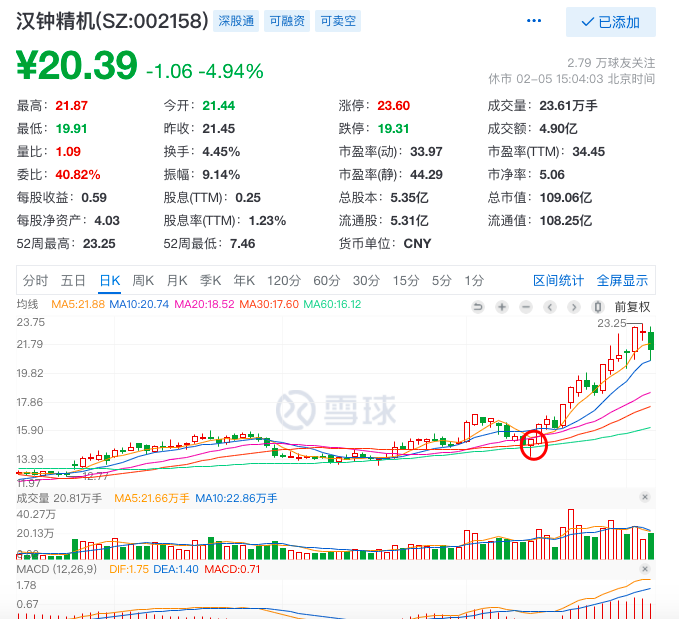 汉钟精机(SZ:002158) 深股通 可融资 可卖空 ••• ✓ 已添加
¥20.39 -1.06 -4.94%
2.79 万球友关注
休市 02-05 15:04:03 北京时间
最高：21.87 今开：21.44 涨停：23.60 成交量：23.61万手
最低：19.91 昨收：21.45 跌停：19.31 成交额：4.90亿
量比：1.09 换手：4.45% 市盈率(动)：33.97 市盈率(TTM)：34.45
委比：40.82% 振幅：9.14% 市盈率(静)：44.29 市净率：5.06
每股收益：0.59 股息(TTM)：0.25 总股本：5.35亿 总市值：109.06亿
每股净资产：4.03 股息率(TTM)：1.23% 流通股：5.31亿 流通值：108.25亿
52周最高：23.25 52周最低：7.46 货币单位：CNY
分时 五日 日K 周K 月K 季K 年K 120分 60分 30分 15分 5分 1分 区间统计 全屏显示
均线 MA5:21.88 MA10:20.74 MA20:18.52 MA30:17.60 MA60:16.12 前复权
23.75
23.25
21.79
19.82
17.86
雪球
15.90
13.93
12.77
11.97
成交量 20.81万手 MA5:21.66万手 MA10:22.86万手
40.27万
20.13万
MACD (12,26,9) DIF:1.75 DEA:1.40 MACD:0.71
1.78
0.67